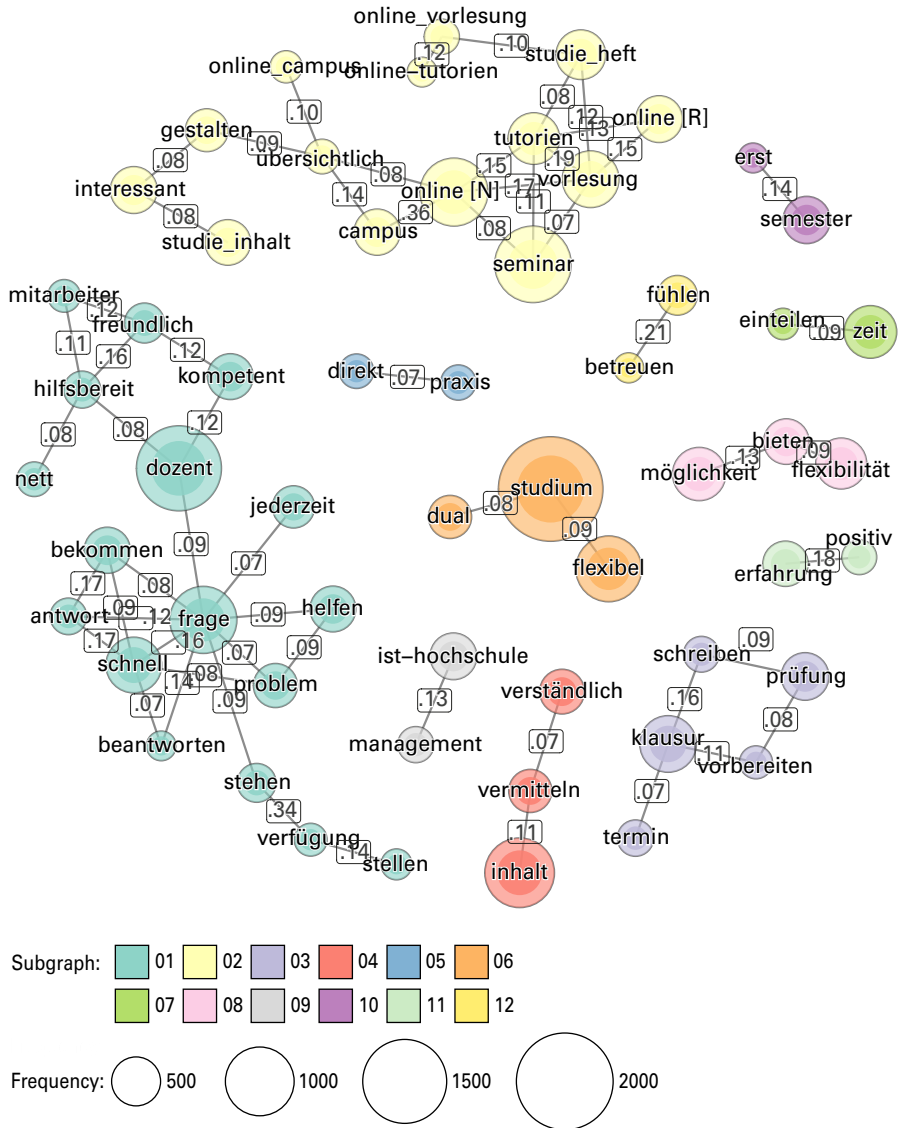 online_vorlesung
.10
studie_heft
.12
online_campus
online–tutorien
.10
.08
.12
online [R]
.13
gestalten
.09
tutorien
.15
übersichtlich
.08
.15
.19
erst
.08
vorlesung
interessant
.14
online [N]
.17
.14
.08
.36
.11
.07
semester
campus
.08
studie_inhalt
seminar
mitarbeiter
.12
freundlich
fühlen
einteilen
.09
zeit
.11
.16
.12
.21
hilfsbereit
kompetent
direkt
.07
praxis
betreuen
.08
.08
.12
bieten
dozent
möglichkeit
.13
.09
flexibilität
nett
studium
jederzeit
dual
.08
bekommen
.09
.09
positiv
.07
erfahrung
.18
.17
.08
flexibel
.09
antwort
.12
frage
.09
helfen
.17
.16
.07
.09
schnell
.08
problem
.14
.07
.09
ist–hochschule
schreiben
.09
prüfung
verständlich
.13
.16
.08
beantworten
management
.07
klausur
.11
vorbereiten
stehen
vermitteln
.07
.34
verfügung
.14
stellen
.11
termin
inhalt
Subgraph: 01 02 03 04 05 06
07 08 09 10 11 12
Frequency: 500 1000 1500 2000